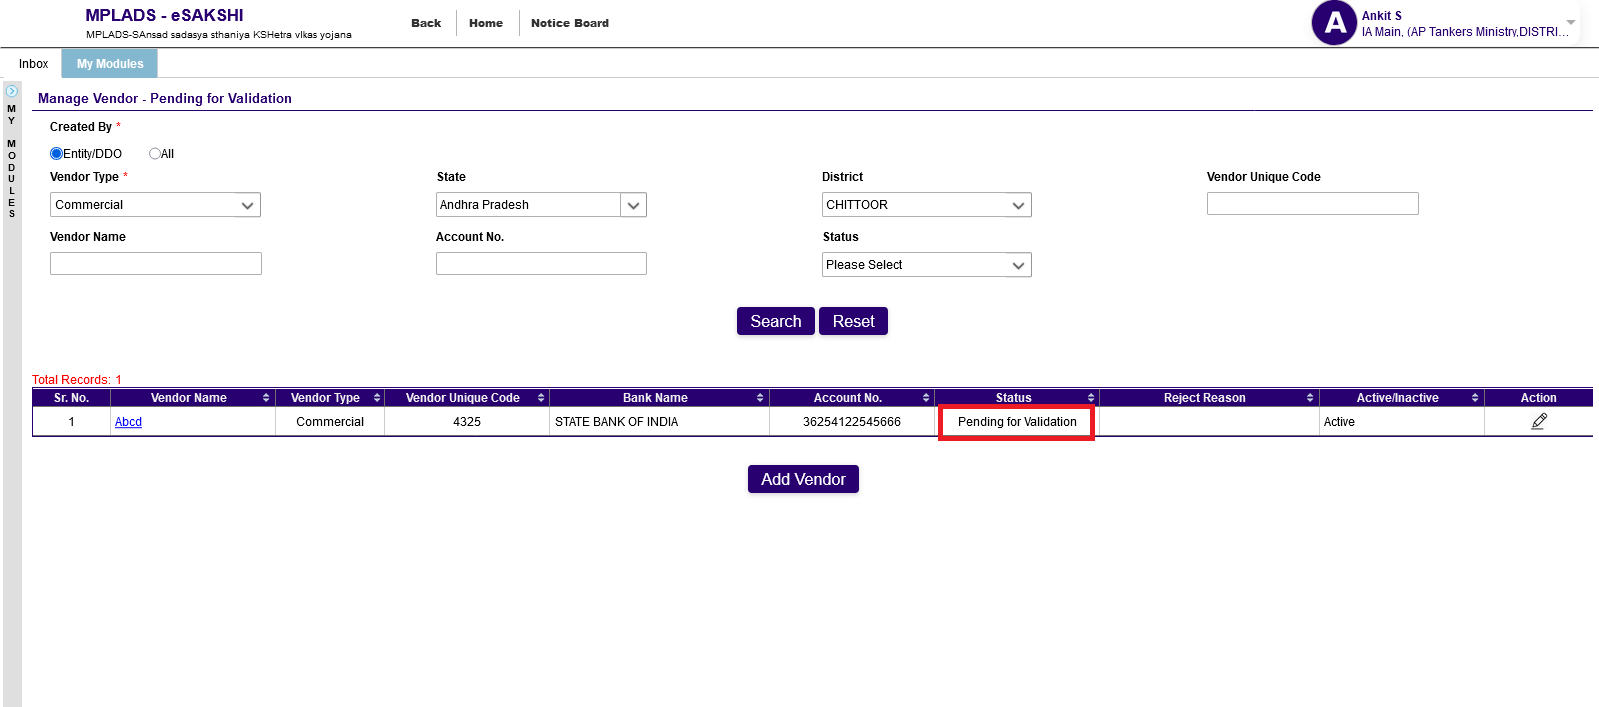 MPLADS - eSAKSHI
MPLADS-SAnsad sadasya sthaniya KSHetra vIkas yojana
Back Home Notice Board
A
Ankit S
IA Main, (AP Tankers Ministry,DISTRI...
Inbox My Modules
MY MODULES
Manage Vendor - Pending for Validation
Created By *
Entity/DDO All
Vendor Type * State District Vendor Unique Code
Commercial Andhra Pradesh CHITTOOR
Vendor Name Account No. Status
Please Select
Search Reset
Total Records: 1
Sr. No. Vendor Name Vendor Type Vendor Unique Code Bank Name Account No. Status Reject Reason Active/Inactive Action
1 Abcd Commercial 4325 STATE BANK OF INDIA 36254122545666 Pending for Validation Active
Add Vendor